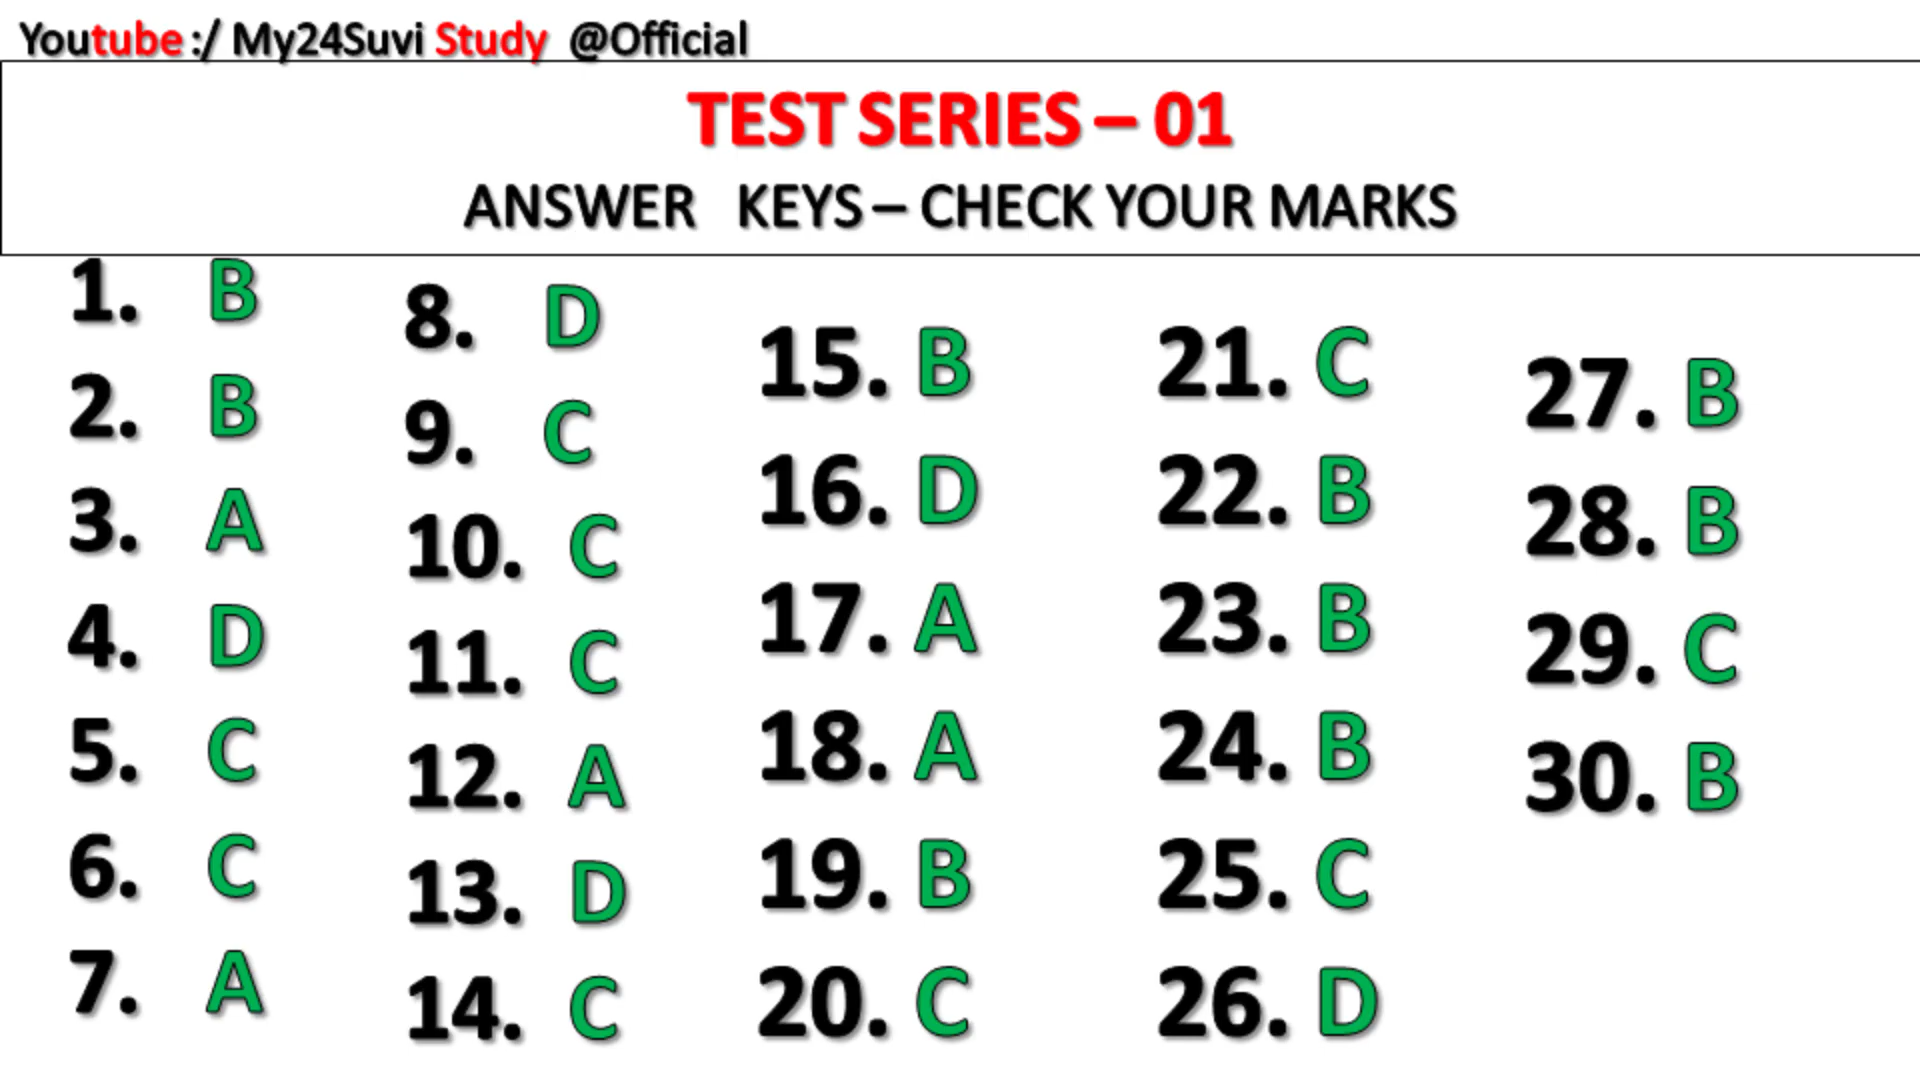 Youtube :/ My24Suvi Study @Official
TEST SERIES – 01
ANSWER KEYS – CHECK YOUR MARKS
1. B
2. B
3. A
4. D
5. C
6. C
7. A
8. D
9. C
10. C
11. C
12. A
13. D
14. C
15. B
16. D
17. A
18. A
19. B
20. C
21. C
22. B
23. B
24. B
25. C
26. D
27. B
28. B
29. C
30. B